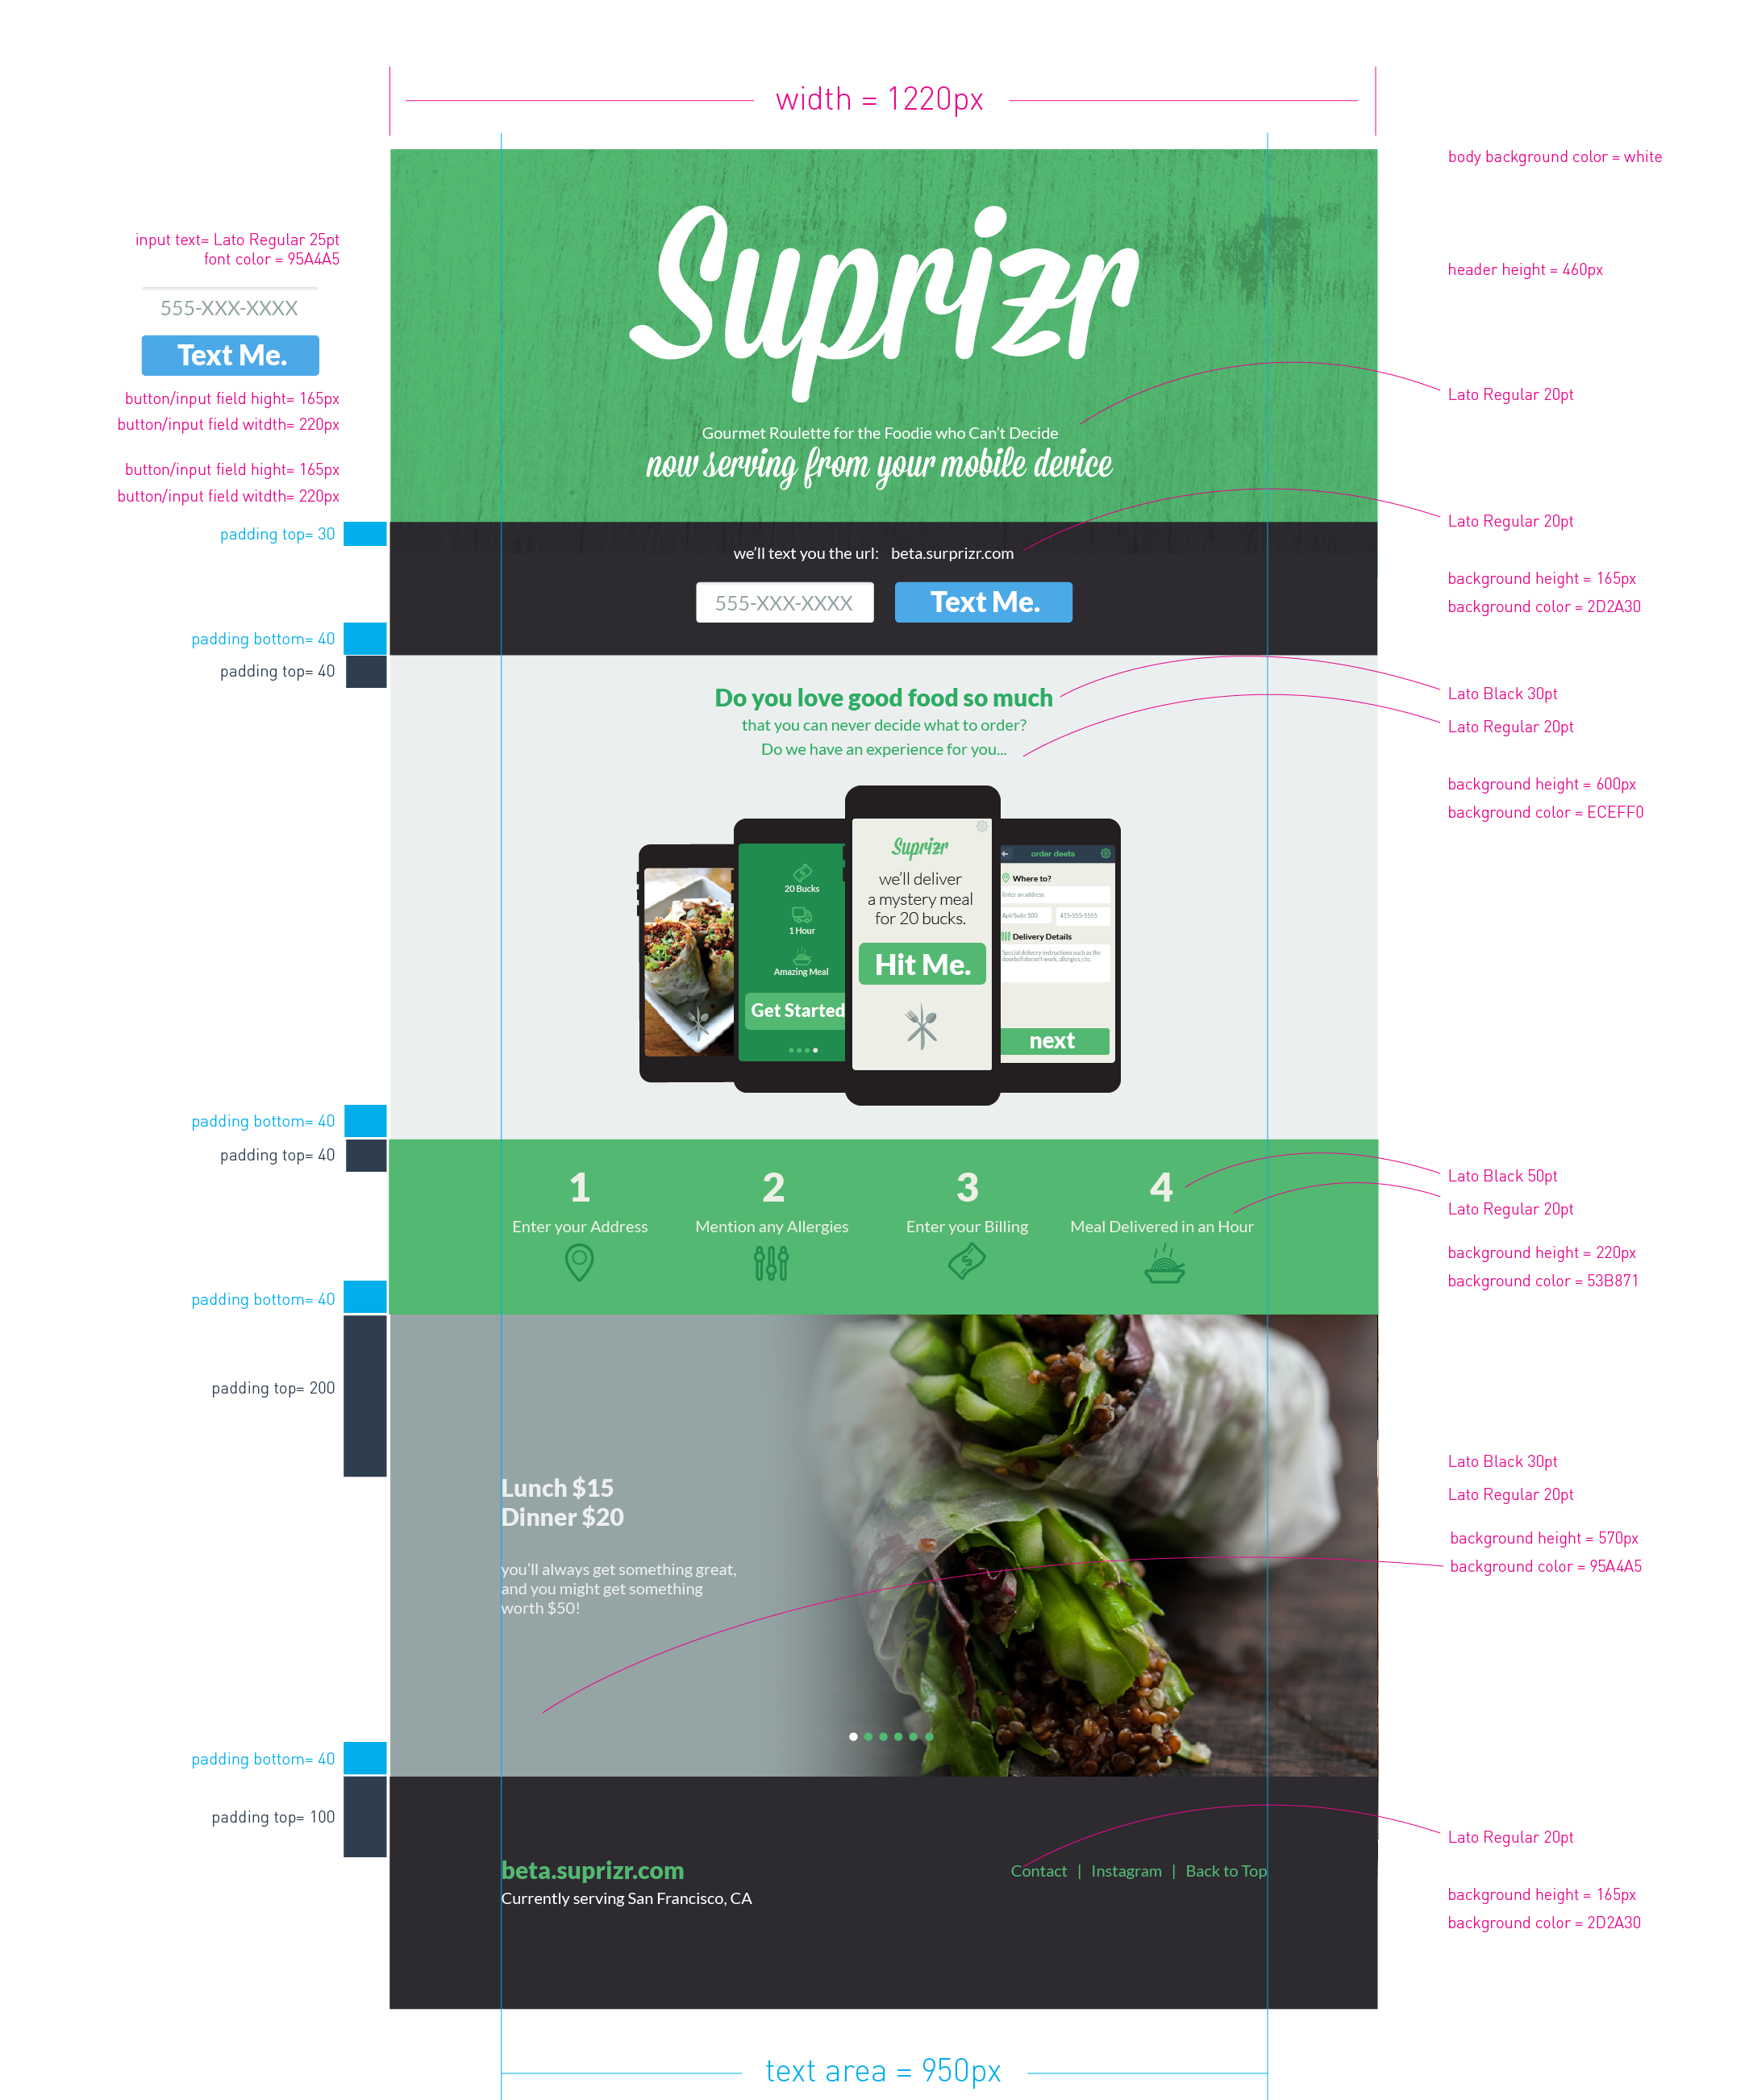 width = 1220px
body background color = white
input text= Lato Regular 25pt
font color = 95A4A5
555-XXX-XXXX
Text Me.
button/input field hight= 165px
button/input field witdth= 220px
button/input field hight= 165px
button/input field witdth= 220px
Suprizr
header height = 460px
Lato Regular 20pt
Gourmet Roulette for the Foodie who Can't Decide
now serving from your mobile device
Lato Regular 20pt
padding top= 30
we'll text you the url: beta.surprizr.com
background height = 165px
background color = 2D2A30
555-XXX-XXXX
Text Me.
padding bottom= 40
padding top= 40
Do you love good food so much
that you can never decide what to order?
Do we have an experience for you...
Lato Black 30pt
Lato Regular 20pt
background height = 600px
background color = ECEFF0
20 Bucks
1 Hour
Amazing Meal
Get Started
Suprizr
we'll deliver
a mystery meal
for 20 bucks.
Hit Me.
order deets
Where to?
Enter an address
Apt/Suite 500
415-555-5555
Delivery Details
Special delivery instructions such as the
doorbell doesn't work, allergies, etc.
next
padding bottom= 40
padding top= 40
1
2
3
4
Enter your Address
Mention any Allergies
Enter your Billing
Meal Delivered in an Hour
Lato Black 50pt
Lato Regular 20pt
background height = 220px
background color = 53B871
padding bottom= 40
padding top= 200
Lunch $15
Dinner $20
you'll always get something great,
and you might get something
worth $50!
Lato Black 30pt
Lato Regular 20pt
background height = 570px
background color = 95A4A5
padding bottom= 40
padding top= 100
beta.suprizr.com
Currently serving San Francisco, CA
Contact | Instagram | Back to Top
Lato Regular 20pt
background height = 165px
background color = 2D2A30
text area = 950px